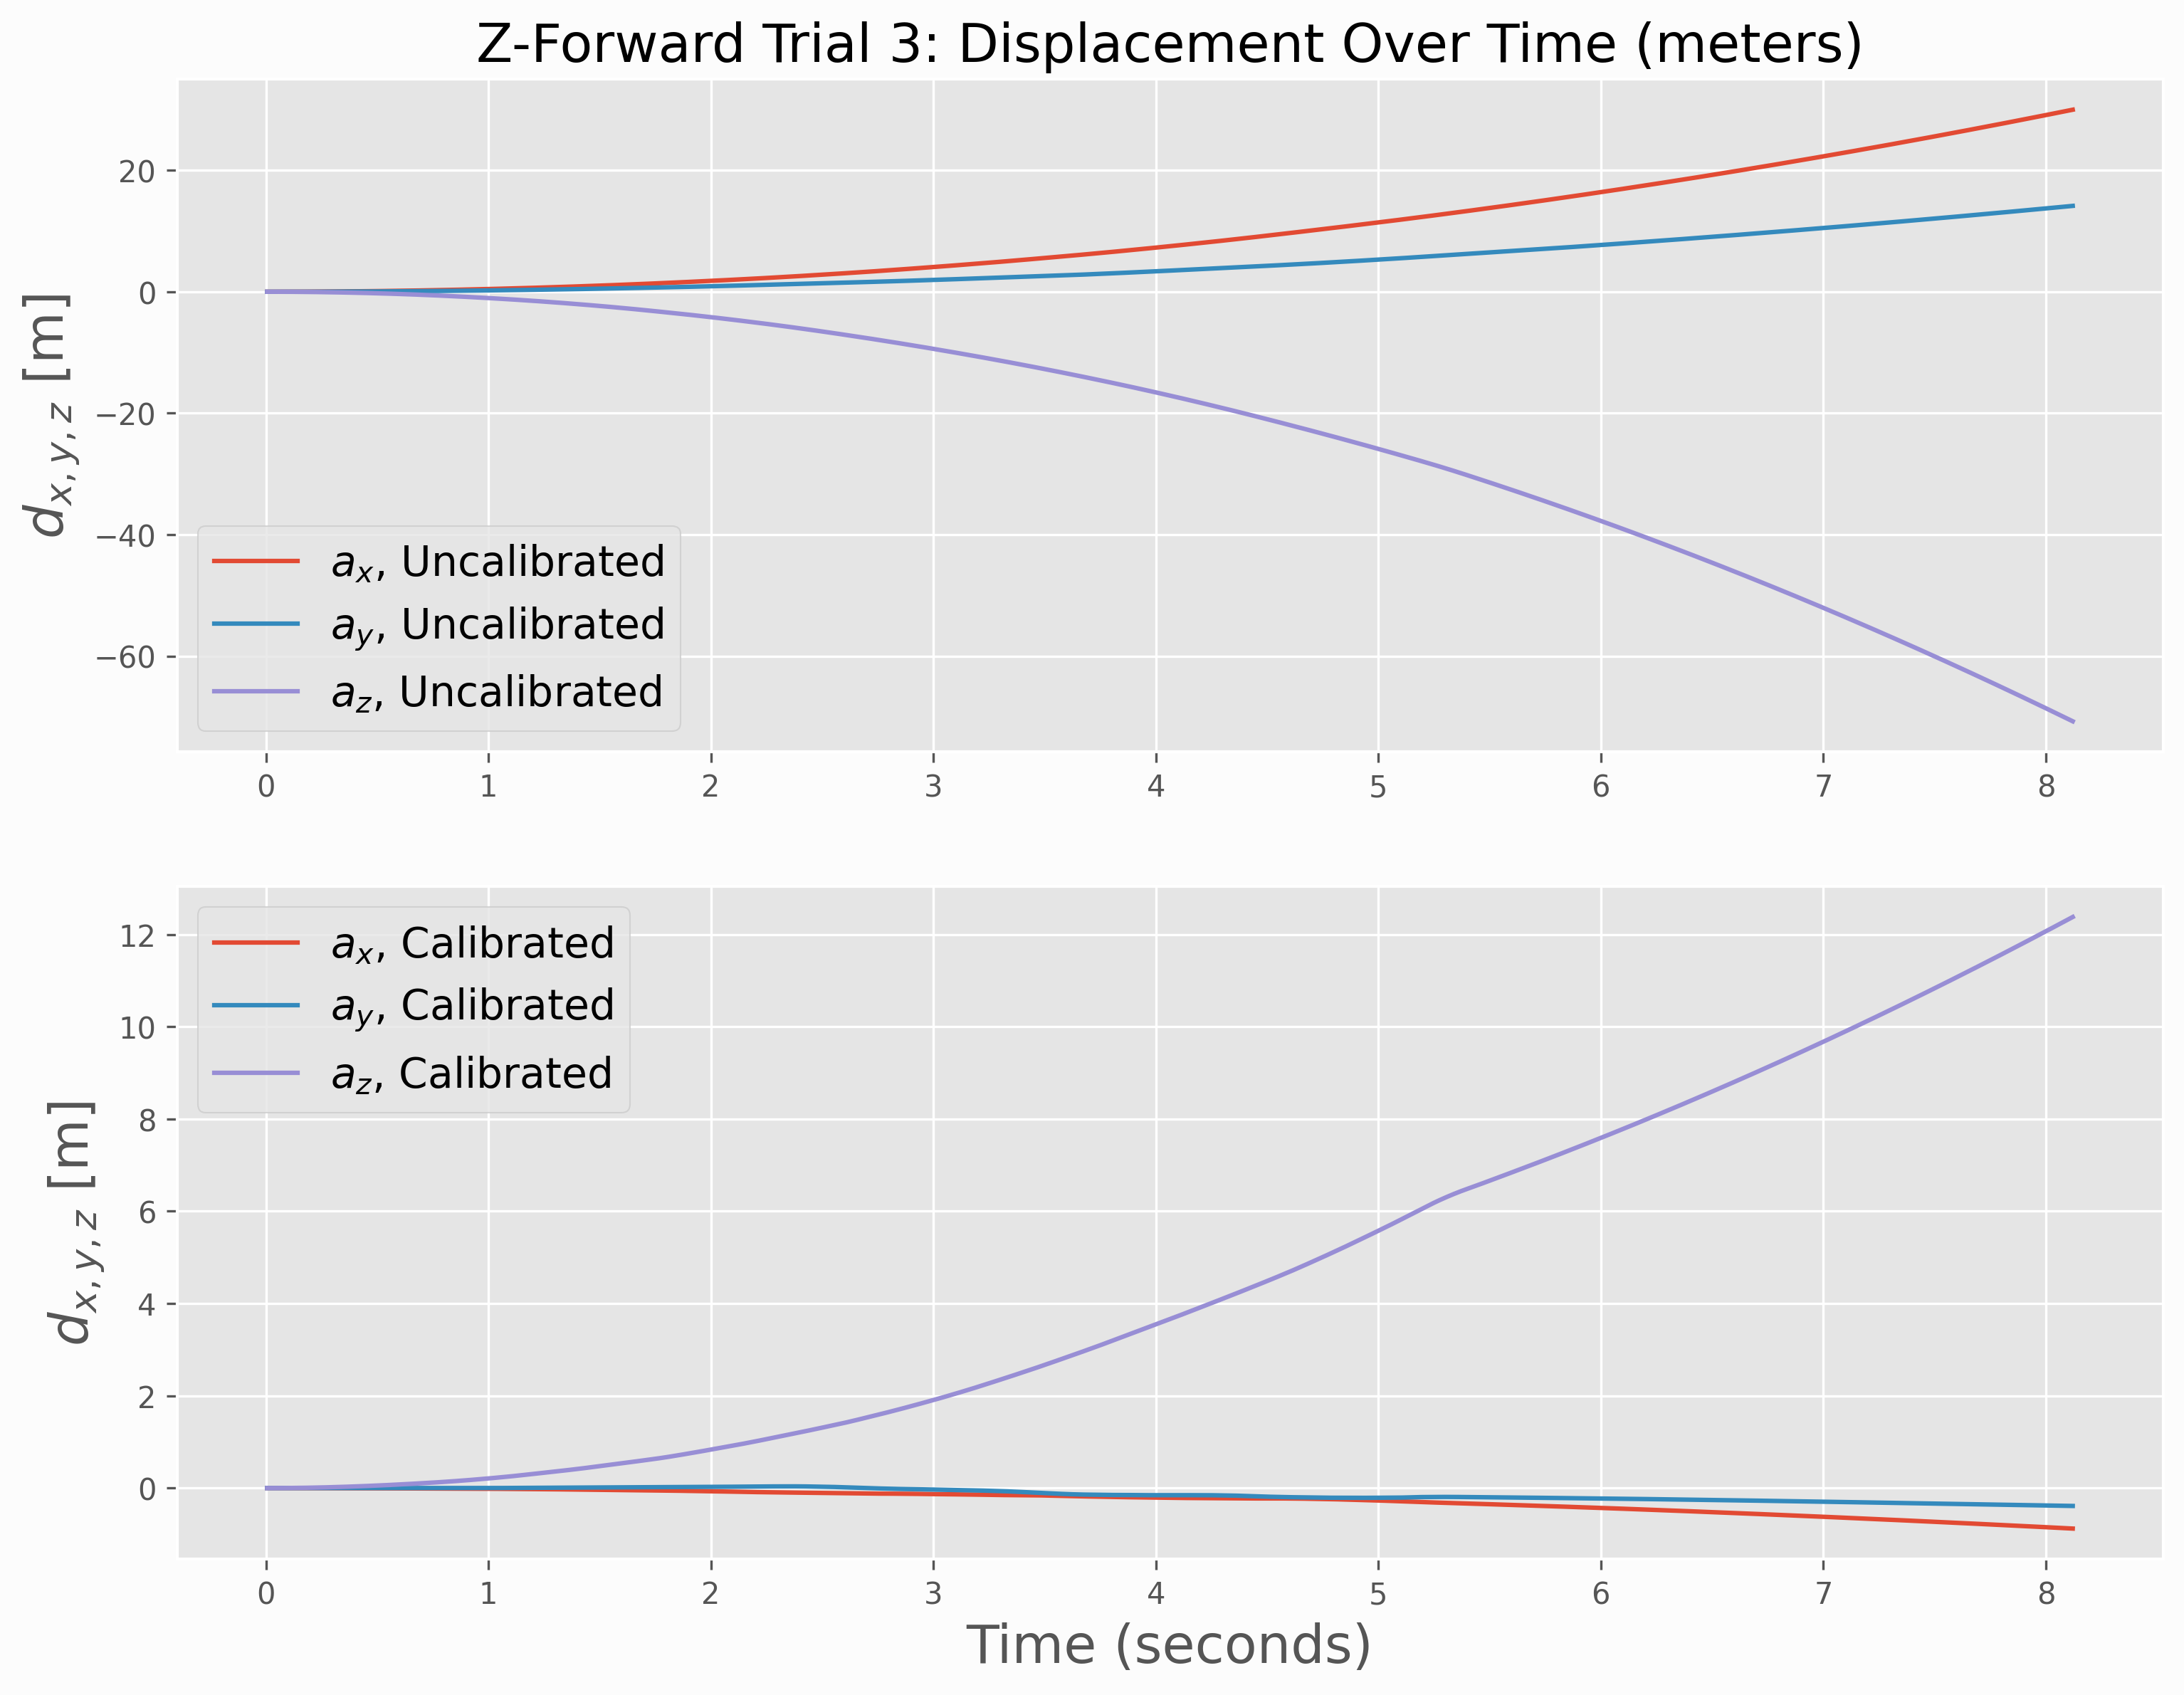 Z-Forward Trial 3: Displacement Over Time (meters)
20
0
−20
−40
−60
d_{x,y,z} [m]
a_x, Uncalibrated
a_y, Uncalibrated
a_z, Uncalibrated
0 1 2 3 4 5 6 7 8
12
10
8
6
4
2
0
d_{x,y,z} [m]
a_x, Calibrated
a_y, Calibrated
a_z, Calibrated
0 1 2 3 4 5 6 7 8
Time (seconds)